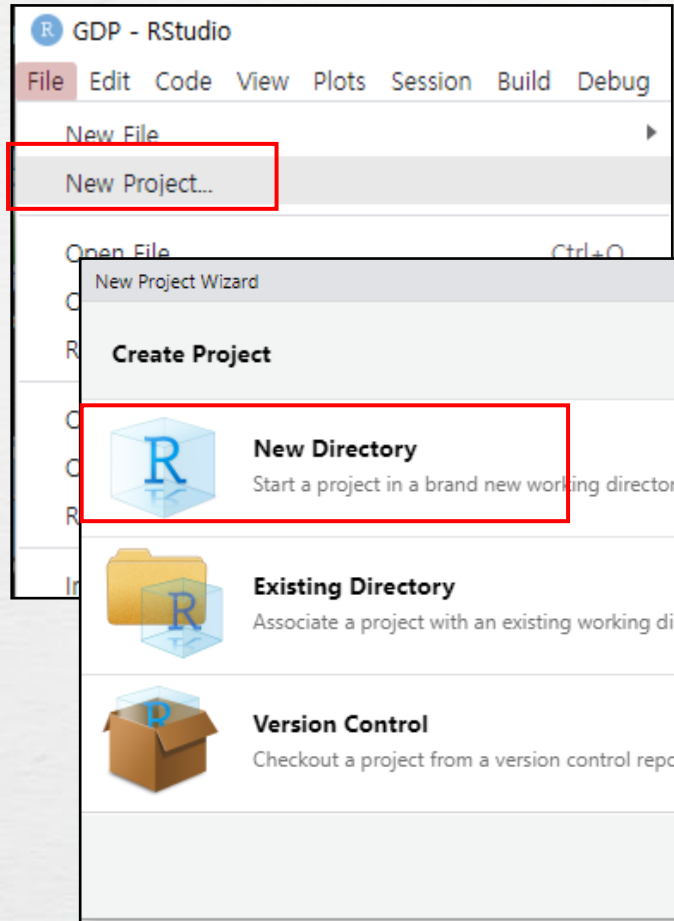 GDP - RStudio
File Edit Code View Plots Session Build Debug
New File
New Project...
Open File Ctrl+O
New Project Wizard
Create Project
New Directory
Start a project in a brand new working director
Existing Directory
Associate a project with an existing working di
Version Control
Checkout a project from a version control repo